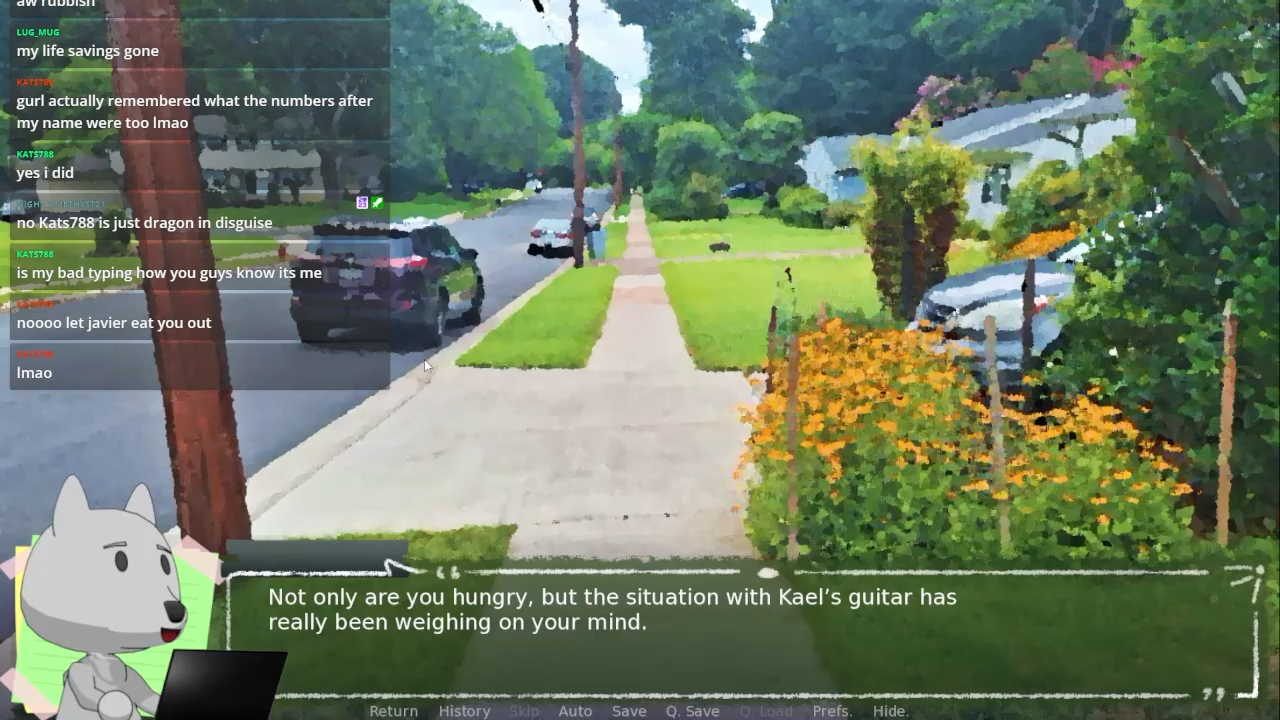 aw rubbish
LUG_MUG
my life savings gone
KATS788
gurl actually remembered what the numbers after
my name were too lmao
KATS788
yes i did
no Kats788 is just dragon in disguise
KATS788
is my bad typing how you guys know its me
noooo let javier eat you out
lmao
Not only are you hungry, but the situation with Kael’s guitar has
really been weighing on your mind.
Return History Skip Auto Save Q. Save Q. Load Prefs. Hide.